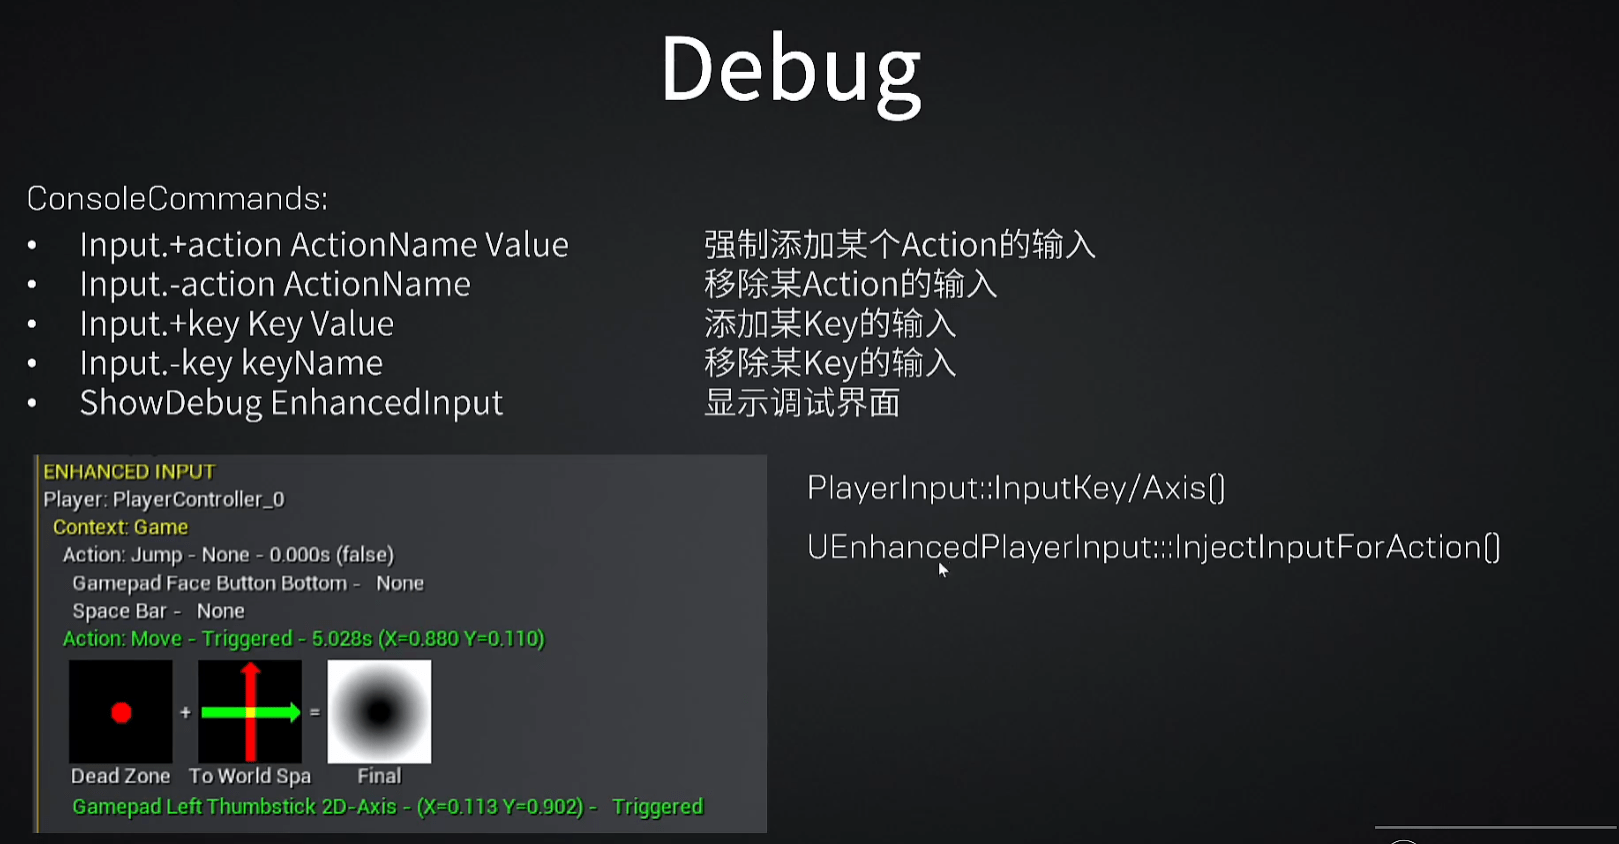 Debug
ConsoleCommands:
• Input.+action ActionName Value 强制添加某个Action的输入
• Input.-action ActionName 移除某Action的输入
• Input.+key Key Value 添加某Key的输入
• Input.-key keyName 移除某Key的输入
• ShowDebug EnhancedInput 显示调试界面
ENHANCED INPUT
Player: PlayerController_0
Context: Game
Action: Jump - None - 0.000s (false)
Gamepad Face Button Bottom - None
Space Bar - None
Action: Move - Triggered - 5.028s (X=0.880 Y=0.110)
+ =
Dead Zone To World Spa Final
Gamepad Left Thumbstick 2D-Axis - (X=0.113 Y=0.902) - Triggered
PlayerInput::InputKey/Axis()
UEnhancedPlayerInput:::InjectInputForAction()